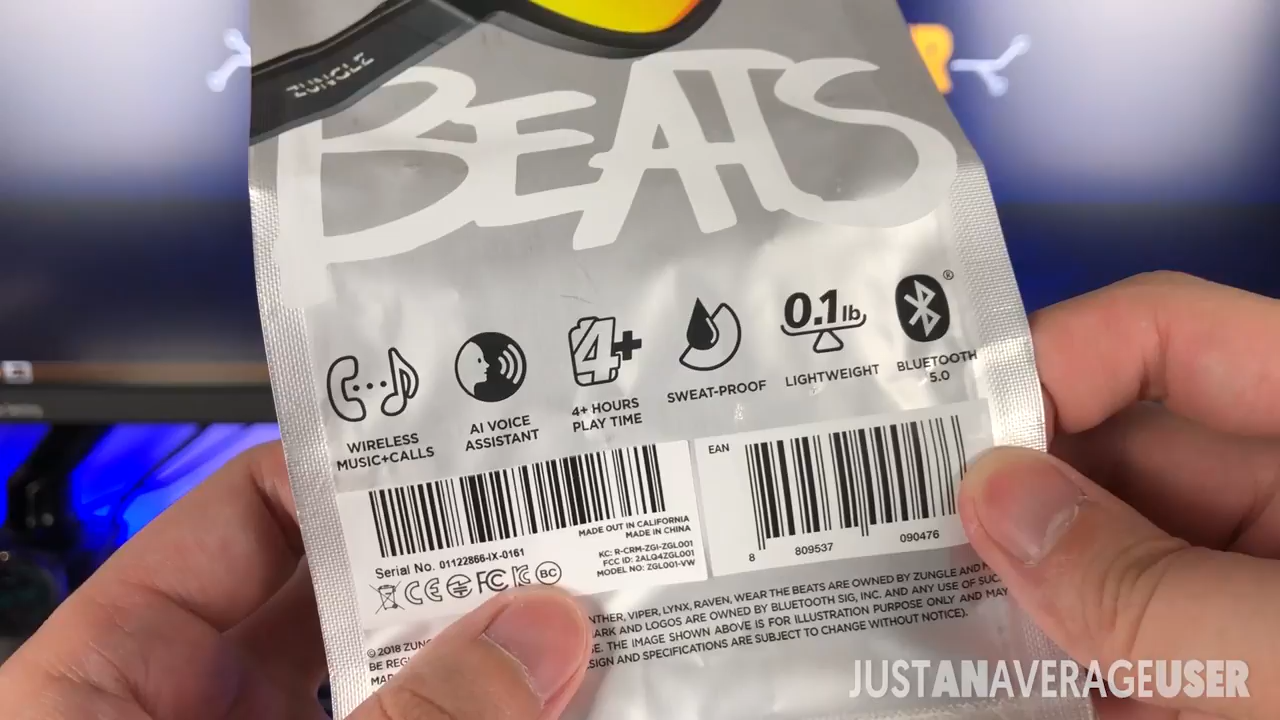 ZUNGLE
BEATS
R
WIRELESS
MUSIC+CALLS
AI VOICE
ASSISTANT
4+
4+ HOURS
PLAY TIME
SWEAT-PROOF
0.1lb
LIGHTWEIGHT
®
BLUETOOTH
5.0
MADE OUT IN CALIFORNIA
MADE IN CHINA
Serial No. 01122866-IX-0161
KC: R-CRM-ZGI-ZGL001
FCC ID: 2ALQ4ZGL001
MODEL NO: ZGL001-VW
CE FC BC
EAN
8 809537 090476
© 2018 ZUNG
NTHER, VIPER, LYNX, RAVEN, WEAR THE BEATS ARE OWNED BY ZUNGLE AND
BE REG
ARK AND LOGOS ARE OWNED BY BLUETOOTH SIG, INC. AND ANY USE OF SUC
MA
E. THE IMAGE SHOWN ABOVE IS FOR ILLUSTRATION PURPOSE ONLY AND MAY
SIGN AND SPECIFICATIONS ARE SUBJECT TO CHANGE WITHOUT NOTICE).
JUSTANAVERAGEUSER